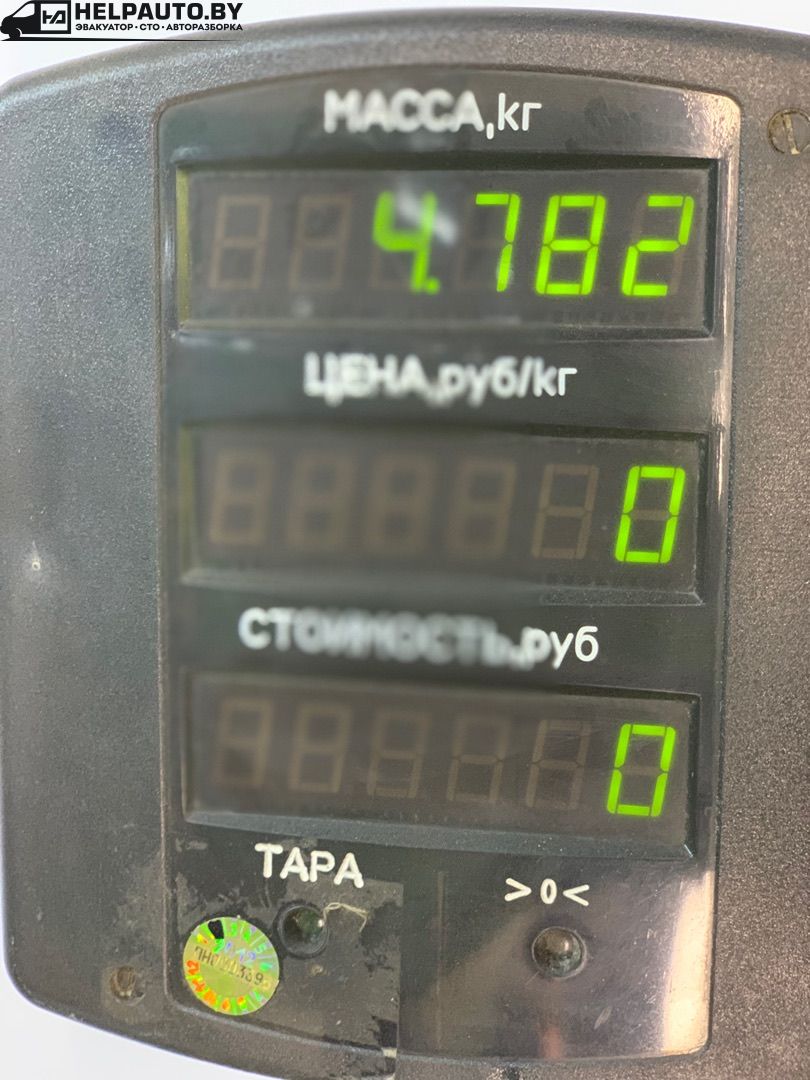 HELPAUTO.BY
ЭВАКУАТОР · СТО · АВТОРАЗБОРКА
МАССА,кг
4.782
ЦЕНА,руб/кг
0
СТОИМОСТЬ,руб
0
ТАРА
>0<